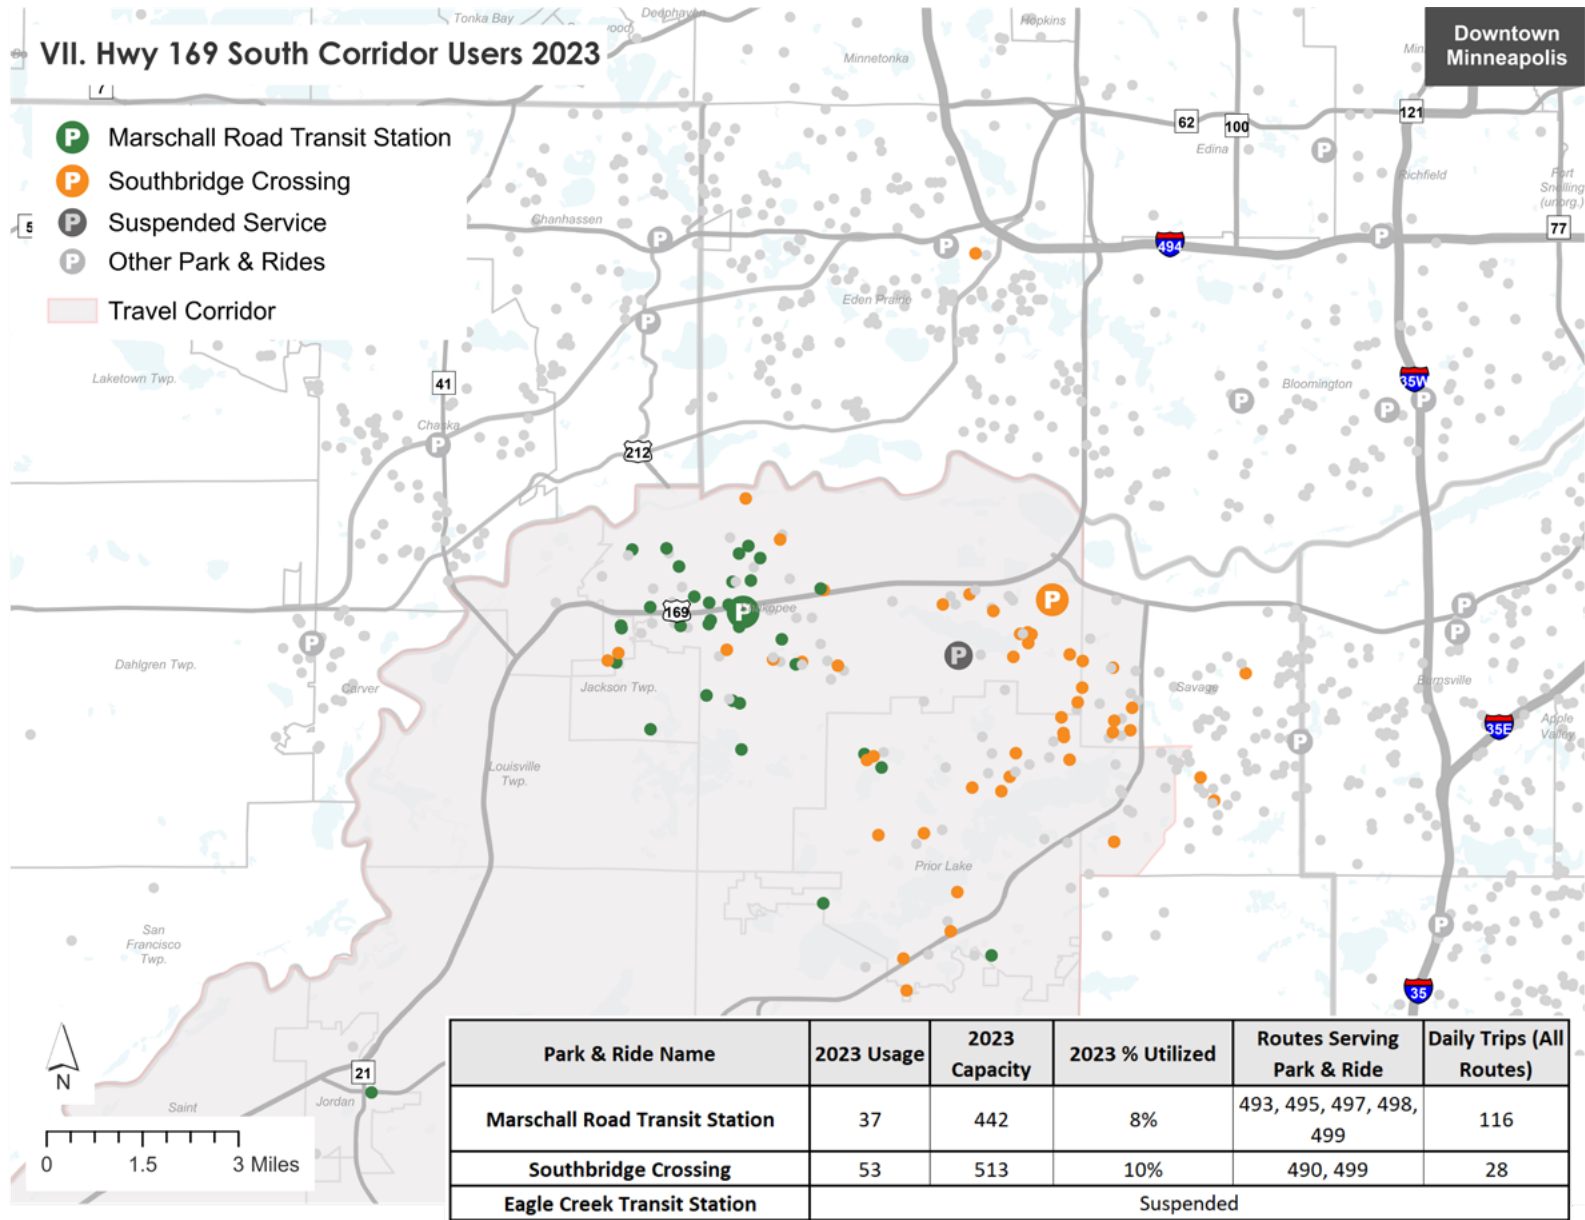 Tonka Bay
Deephaven
Hopkins
VII. Hwy 169 South Corridor Users 2023
Minnetonka
Downtown
Minneapolis
7
P Marschall Road Transit Station
P Southbridge Crossing
P Suspended Service
P Other Park & Rides
Travel Corridor
62
100
121
Edina
Richfield
Fort
Snelling
(unorg.)
5
Chanhassen
77
494
Eden Prairie
Laketown Twp.
41
35W
Bloomington
Chaska
212
169
Shakopee
Dahlgren Twp.
Carver
Jackson Twp.
Savage
Burnsville
35E
Apple
Valley
Louisville
Twp.
Prior Lake
San
Francisco
Twp.
35
N
21
Saint
Jordan
0 1.5 3 Miles
Park & Ride Name 2023 Usage 2023 Capacity 2023 % Utilized Routes Serving Park & Ride Daily Trips (All Routes)
Marschall Road Transit Station 37 442 8% 493, 495, 497, 498, 499 116
Southbridge Crossing 53 513 10% 490, 499 28
Eagle Creek Transit Station Suspended